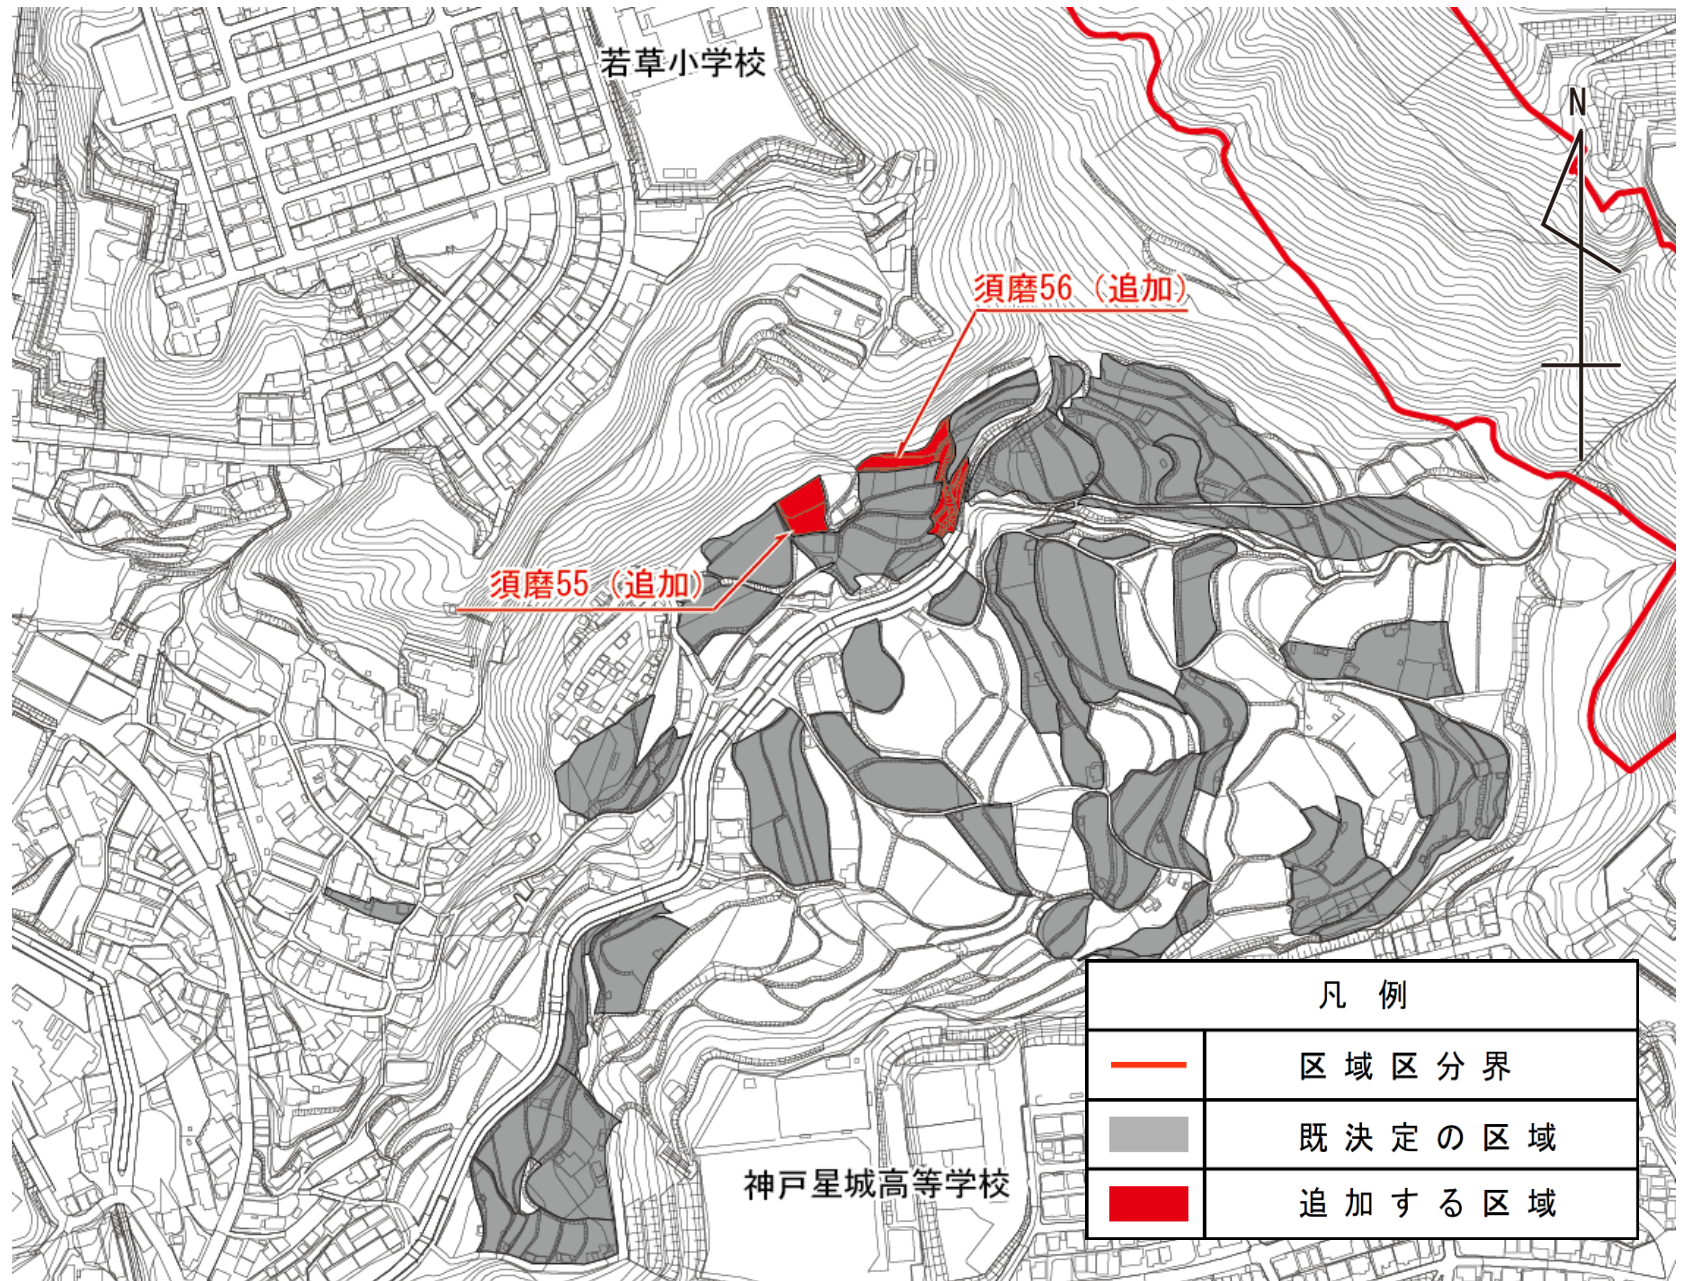 若草小学校
N
須磨56（追加）
須磨55（追加）
神戸星城高等学校
凡 例
区 域 区 分 界
既 決 定 の 区 域
追 加 す る 区 域